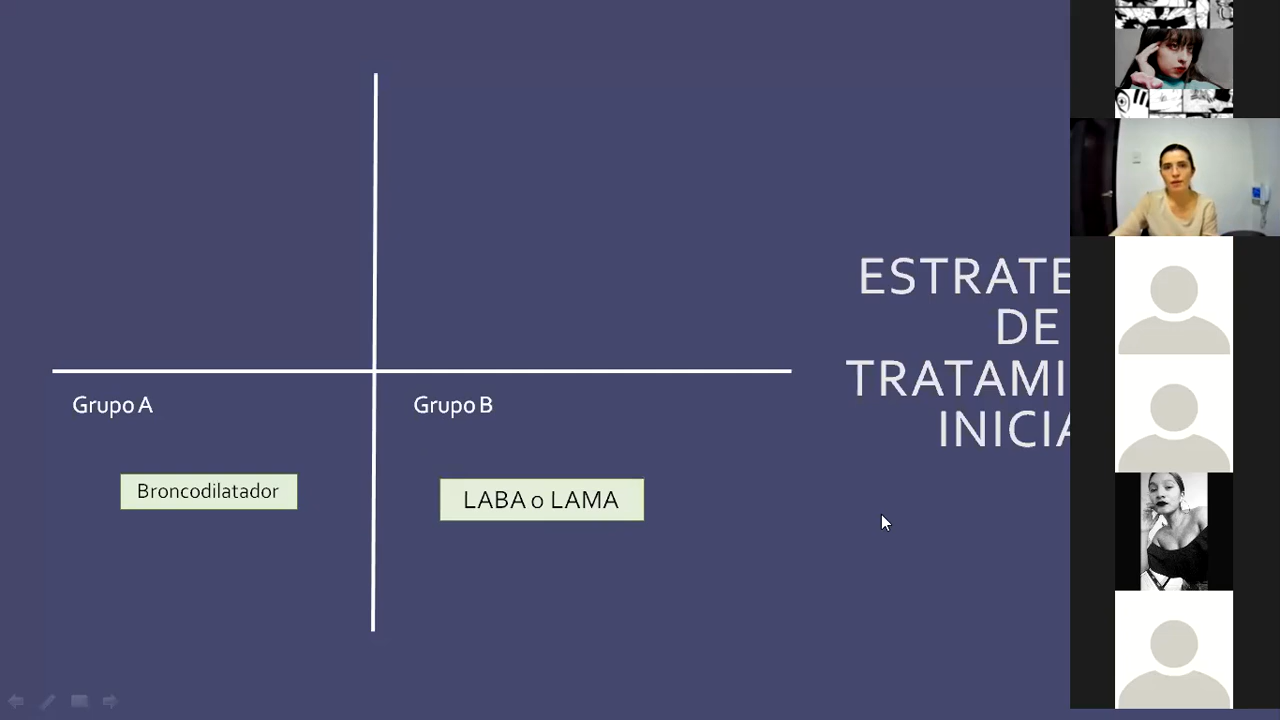 Grupo A
Grupo B
Broncodilatador
LABA o LAMA
ESTRATE
DE
TRATAMI
INICIA